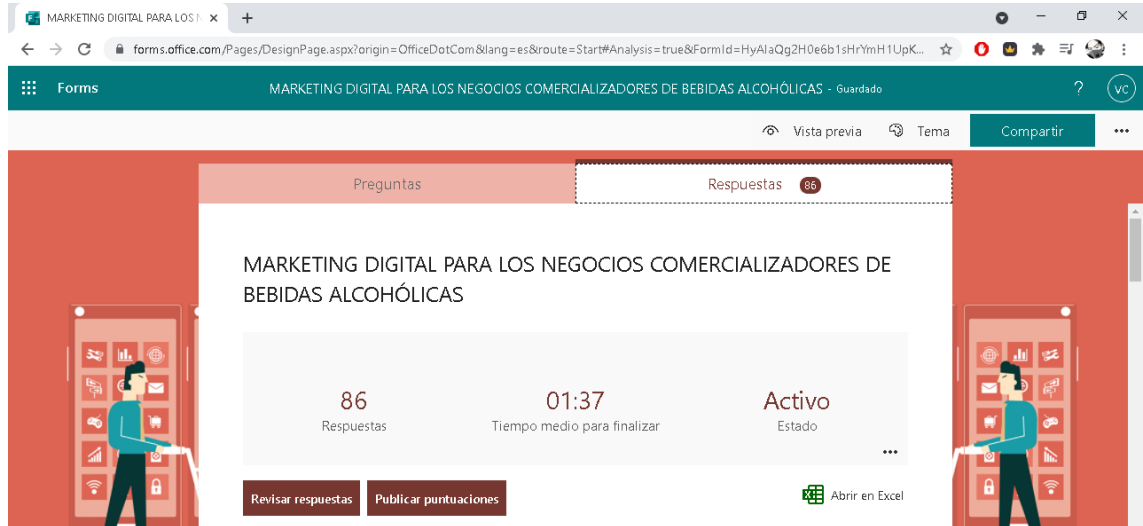 MARKETING DIGITAL PARA LOS N
forms.office.com/Pages/DesignPage.aspx?origin=OfficeDotCom&lang=es&route=Start#Analysis=true&FormId=HyAlaQg2H0e6b1sHrYmH1UpK...
Forms
MARKETING DIGITAL PARA LOS NEGOCIOS COMERCIALIZADORES DE BEBIDAS ALCOHÓLICAS - Guardado
? VC
Vista previa Tema Compartir
Preguntas Respuestas 86
MARKETING DIGITAL PARA LOS NEGOCIOS COMERCIALIZADORES DE
BEBIDAS ALCOHÓLICAS
86 01:37 Activo
Respuestas Tiempo medio para finalizar Estado
Revisar respuestas Publicar puntuaciones Abrir en Excel